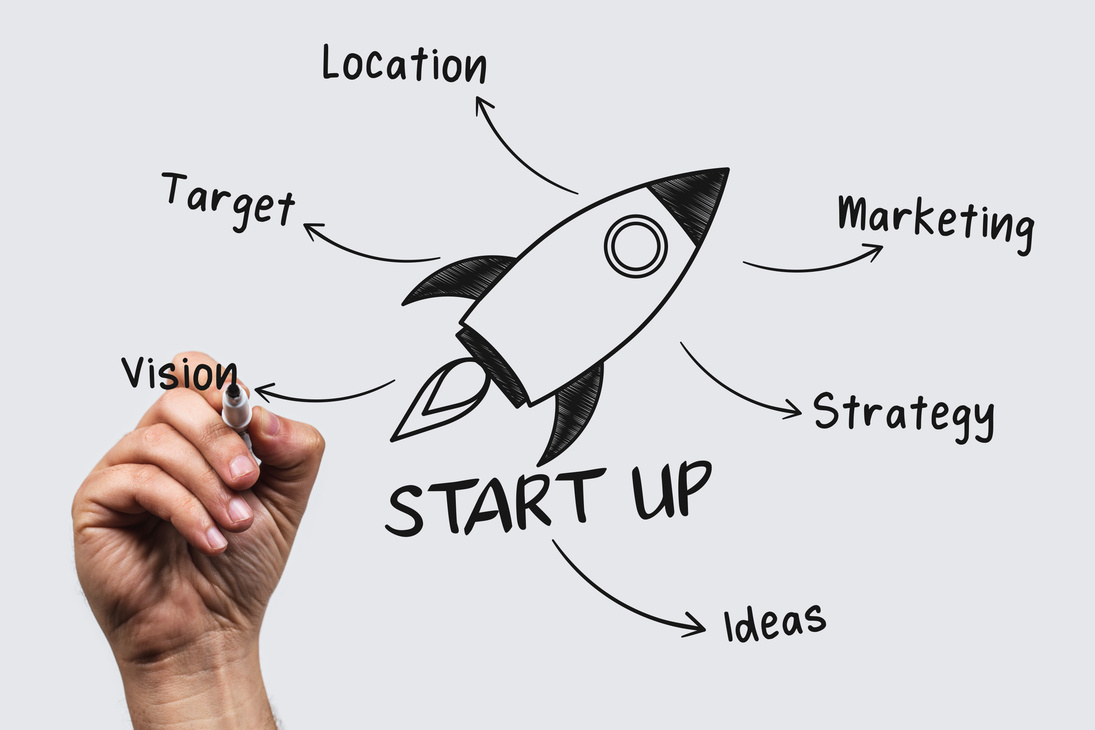 Location
Target
Marketing
Vision
Strategy
START UP
Ideas